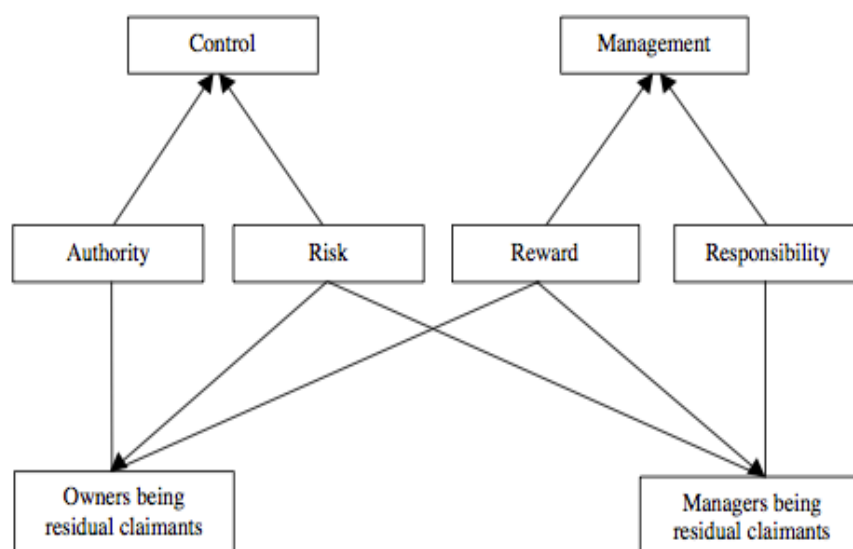 Control
Management
Authority
Risk
Reward
Responsibility
Owners being
residual claimants
Managers being
residual claimants